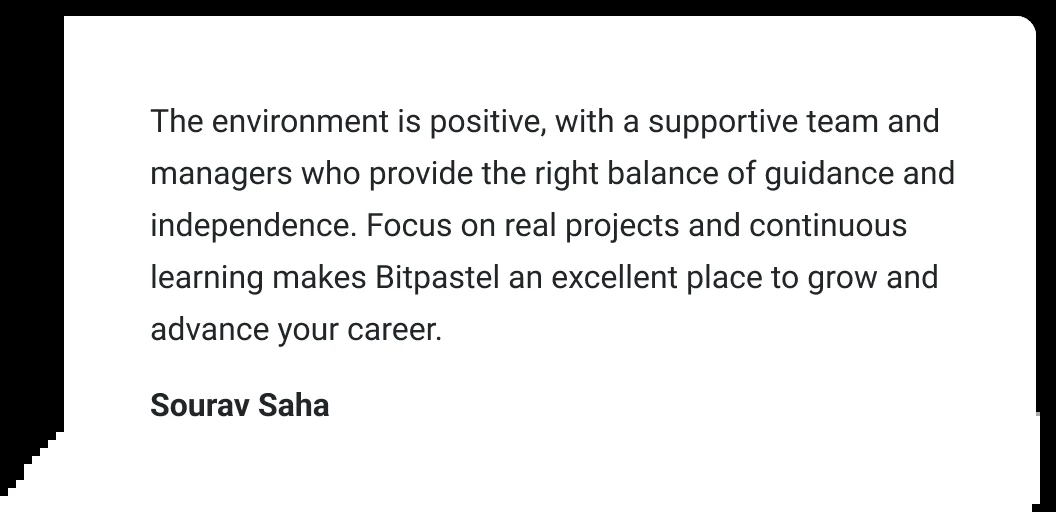 The environment is positive, with a supportive team and
managers who provide the right balance of guidance and
independence. Focus on real projects and continuous
learning makes Bitpastel an excellent place to grow and
advance your career.
Sourav Saha